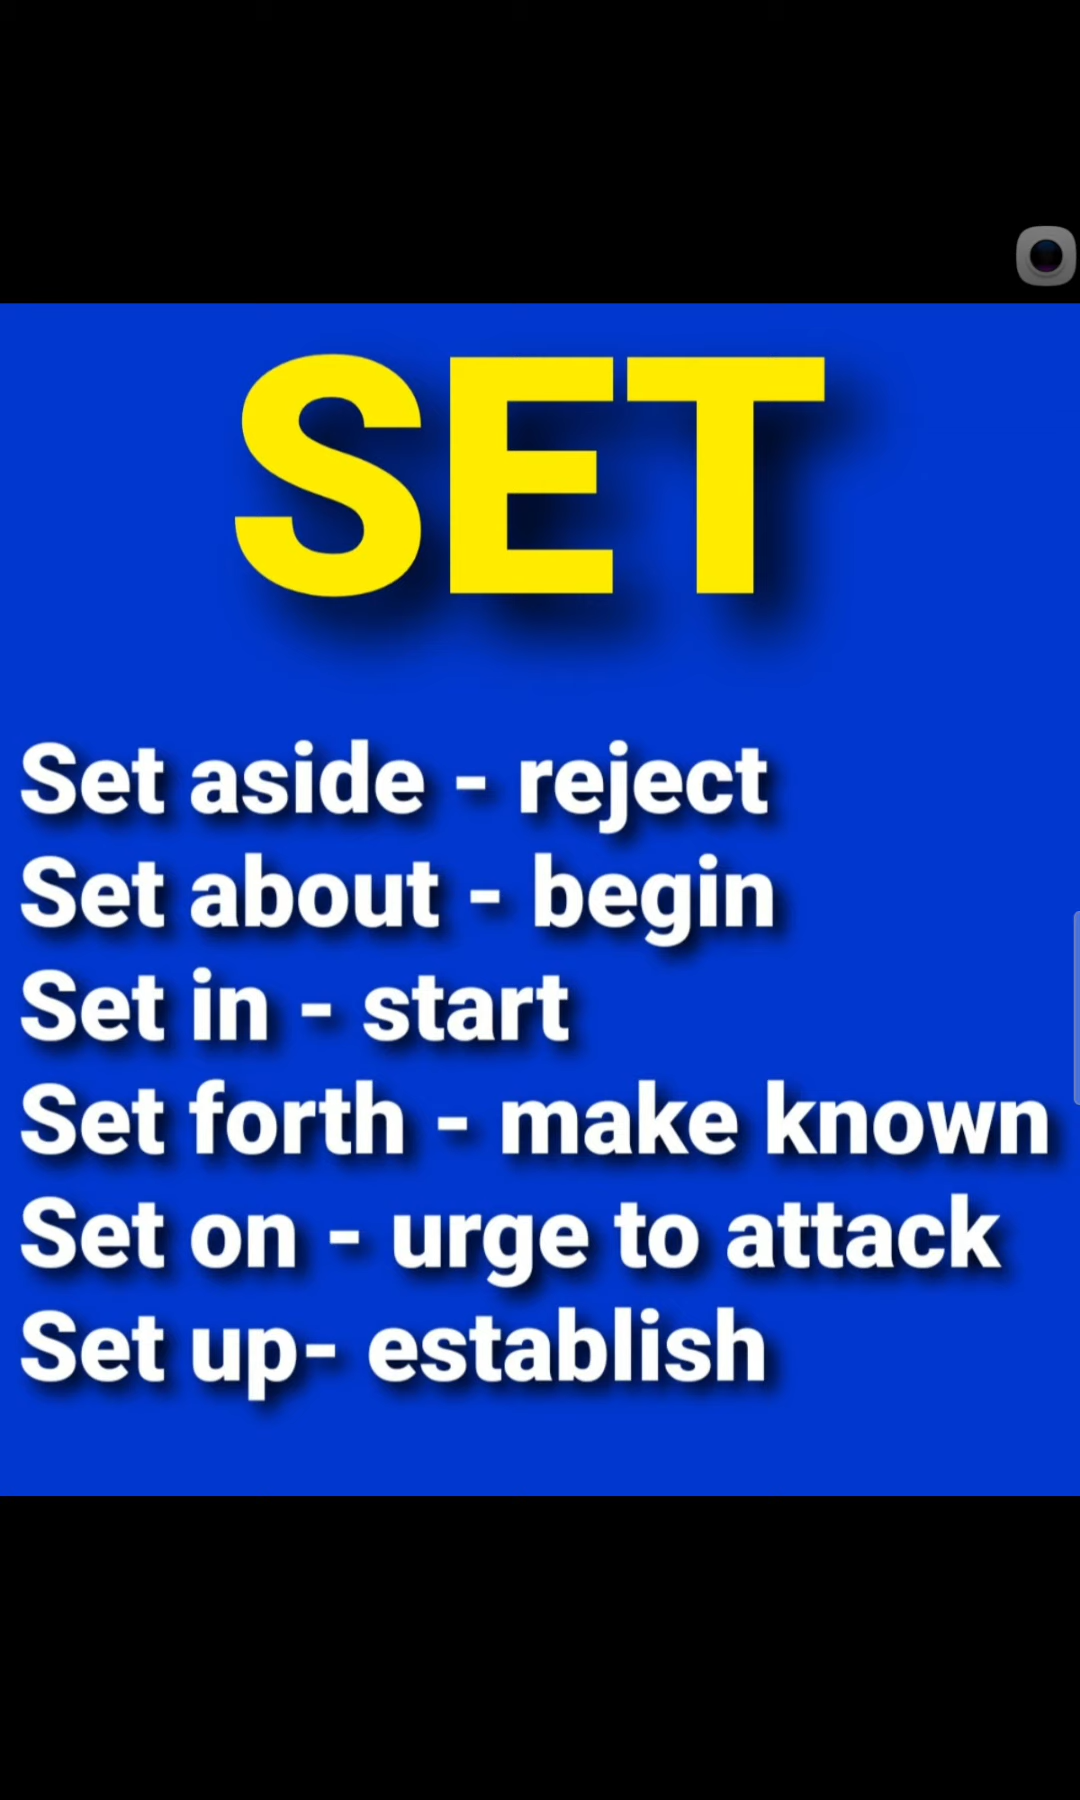 SET
Set aside - reject
Set about - begin
Set in - start
Set forth - make known
Set on - urge to attack
Set up- establish